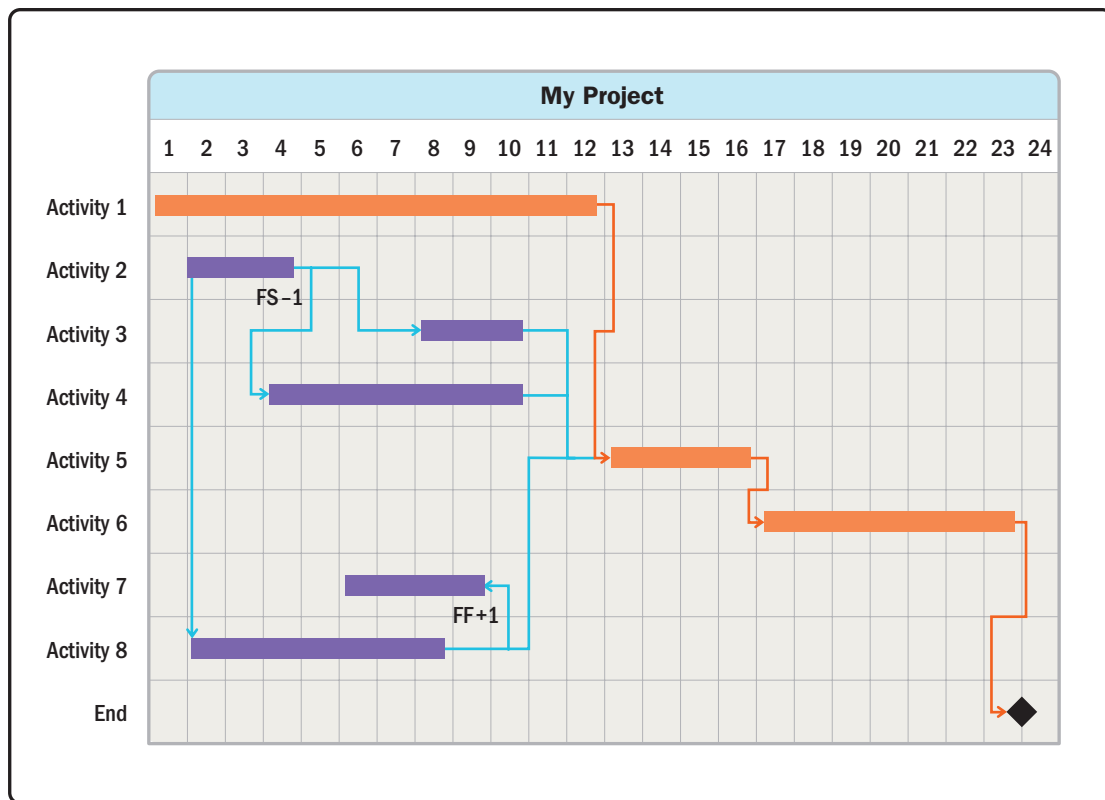 My Project
1 2 3 4 5 6 7 8 9 10 11 12 13 14 15 16 17 18 19 20 21 22 23 24
Activity 1
Activity 2
FS–1
Activity 3
Activity 4
Activity 5
Activity 6
Activity 7
FF+1
Activity 8
End